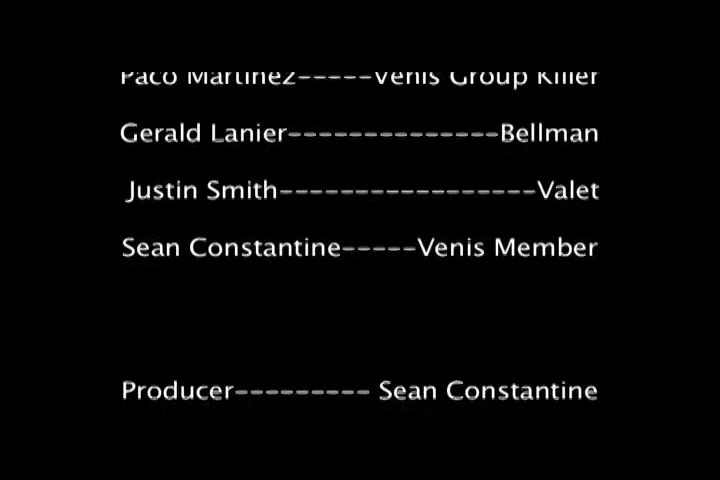 Paco Martinez-----Venis Group Killer
Gerald Lanier--------------Bellman
Justin Smith-----------------Valet
Sean Constantine-----Venis Member
Producer--------- Sean Constantine